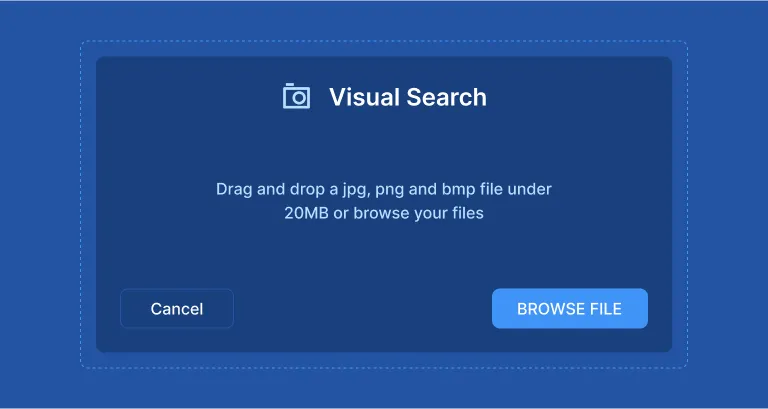 Visual Search
Drag and drop a jpg, png and bmp file under
20MB or browse your files
Cancel
BROWSE FILE